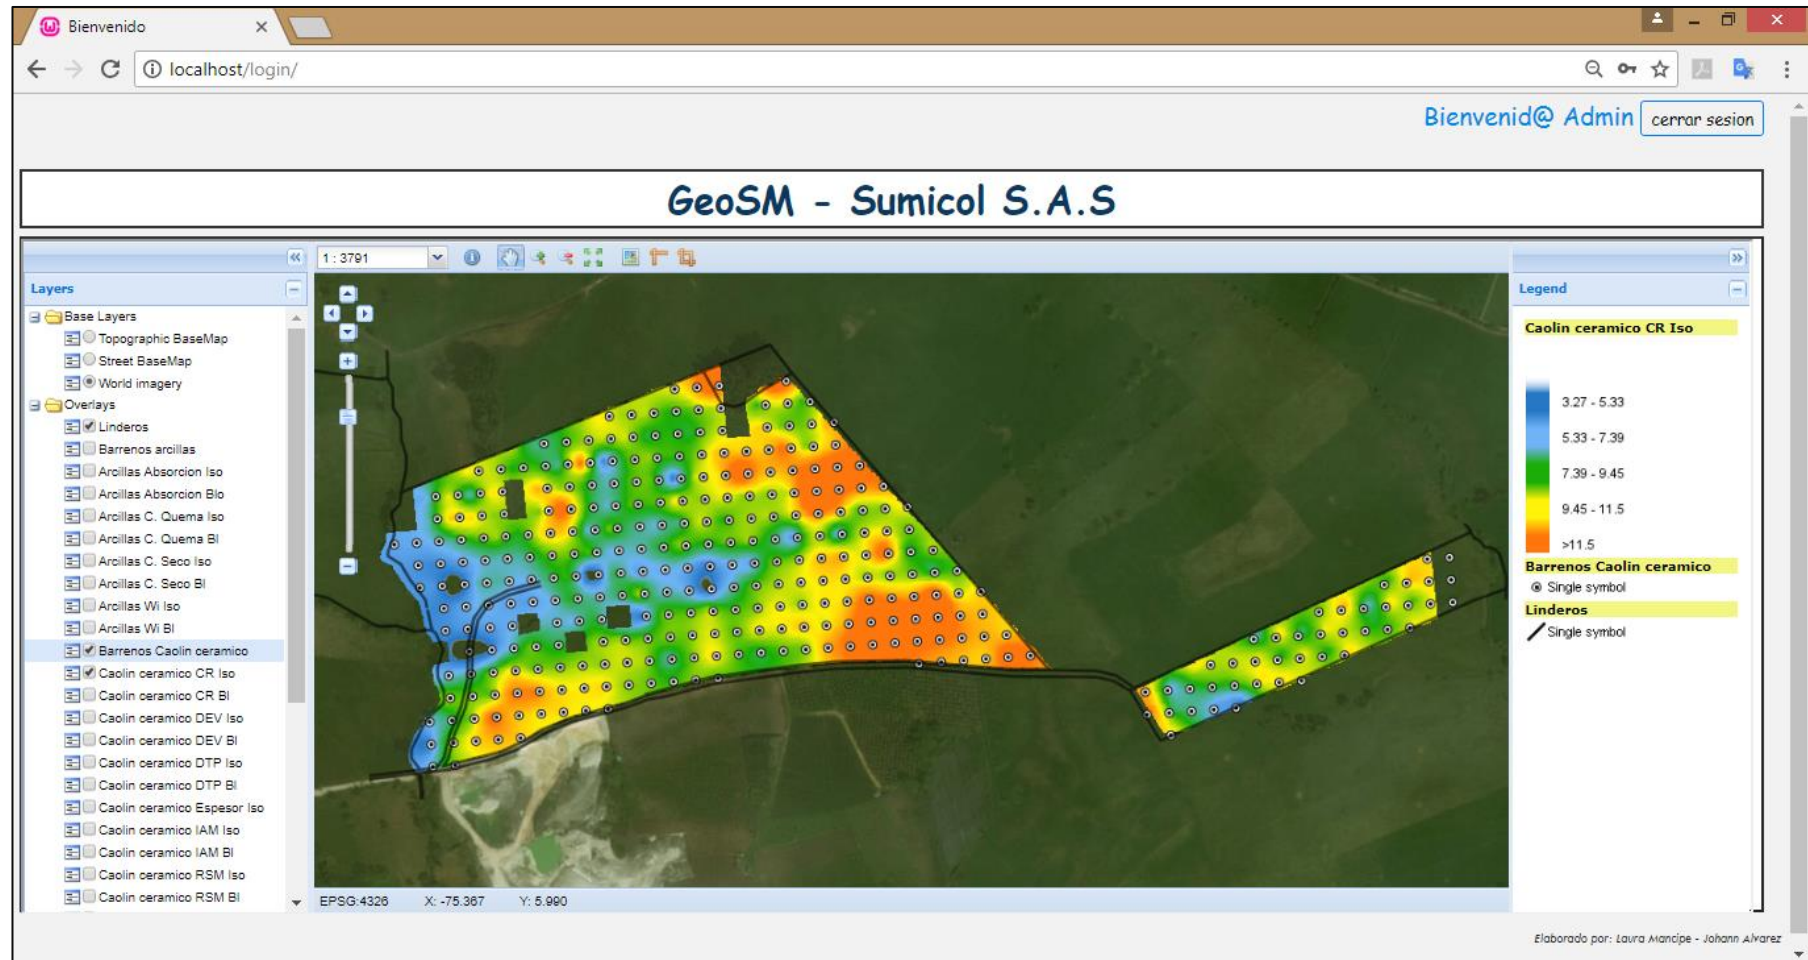 Bienvenido
localhost/login/
Bienvenid@ Admin cerrar sesion
GeoSM - Sumicol S.A.S
1 : 3791
Layers
Base Layers
Topographic BaseMap
Street BaseMap
World imagery
Overlays
Linderos
Barrenos arcillas
Arcillas Absorcion Iso
Arcillas Absorcion Blo
Arcillas C. Quema Iso
Arcillas C. Quema Bl
Arcillas C. Seco Iso
Arcillas C. Seco Bl
Arcillas Wi Iso
Arcillas Wi Bl
Barrenos Caolin ceramico
Caolin ceramico CR Iso
Caolin ceramico CR Bl
Caolin ceramico DEV Iso
Caolin ceramico DEV Bl
Caolin ceramico DTP Iso
Caolin ceramico DTP Bl
Caolin ceramico Espesor Iso
Caolin ceramico IAM Iso
Caolin ceramico IAM Bl
Caolin ceramico RSM Iso
Caolin ceramico RSM Bl
EPSG:4326 X: -75.367 Y: 5.990
Legend
Caolin ceramico CR Iso
3.27 - 5.33
5.33 - 7.39
7.39 - 9.45
9.45 - 11.5
>11.5
Barrenos Caolin ceramico
Single symbol
Linderos
Single symbol
Elaborado por: Laura Mancipe - Johann Alvarez